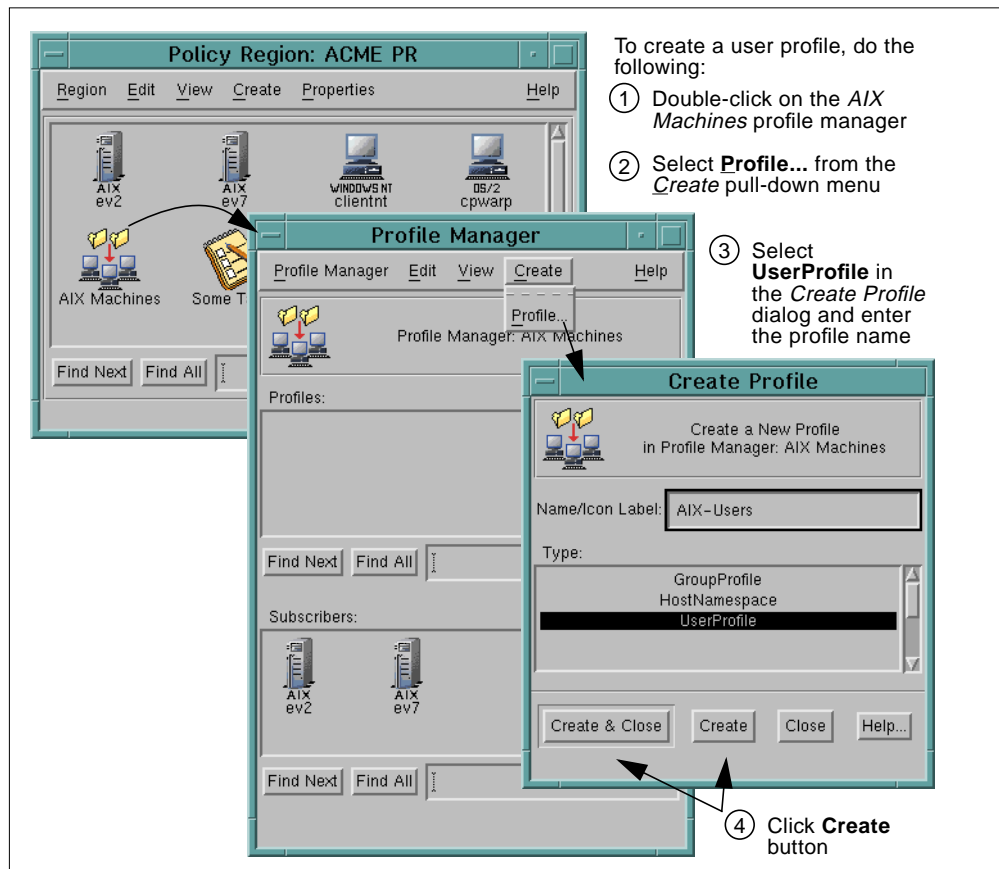 Policy Region: ACME PR
Region Edit View Create Properties Help
AIX
ev2
AIX
ev7
WINDOWS NT
clientnt
OS/2
cpwarp
AIX Machines
Some T
Find Next Find All
To create a user profile, do the
following:
1 Double-click on the AIX
Machines profile manager
2 Select Profile... from the
Create pull-down menu
3 Select
UserProfile in
the Create Profile
dialog and enter
the profile name
Profile Manager
Profile Manager Edit View Create Help
Profile...
Profile Manager: AIX Machines
Profiles:
Find Next Find All
Subscribers:
AIX
ev2
AIX
ev7
Find Next Find All
Create Profile
Create a New Profile
in Profile Manager: AIX Machines
Name/Icon Label: AIX-Users
Type:
GroupProfile
HostNamespace
UserProfile
Create & Close Create Close Help...
4 Click Create
button